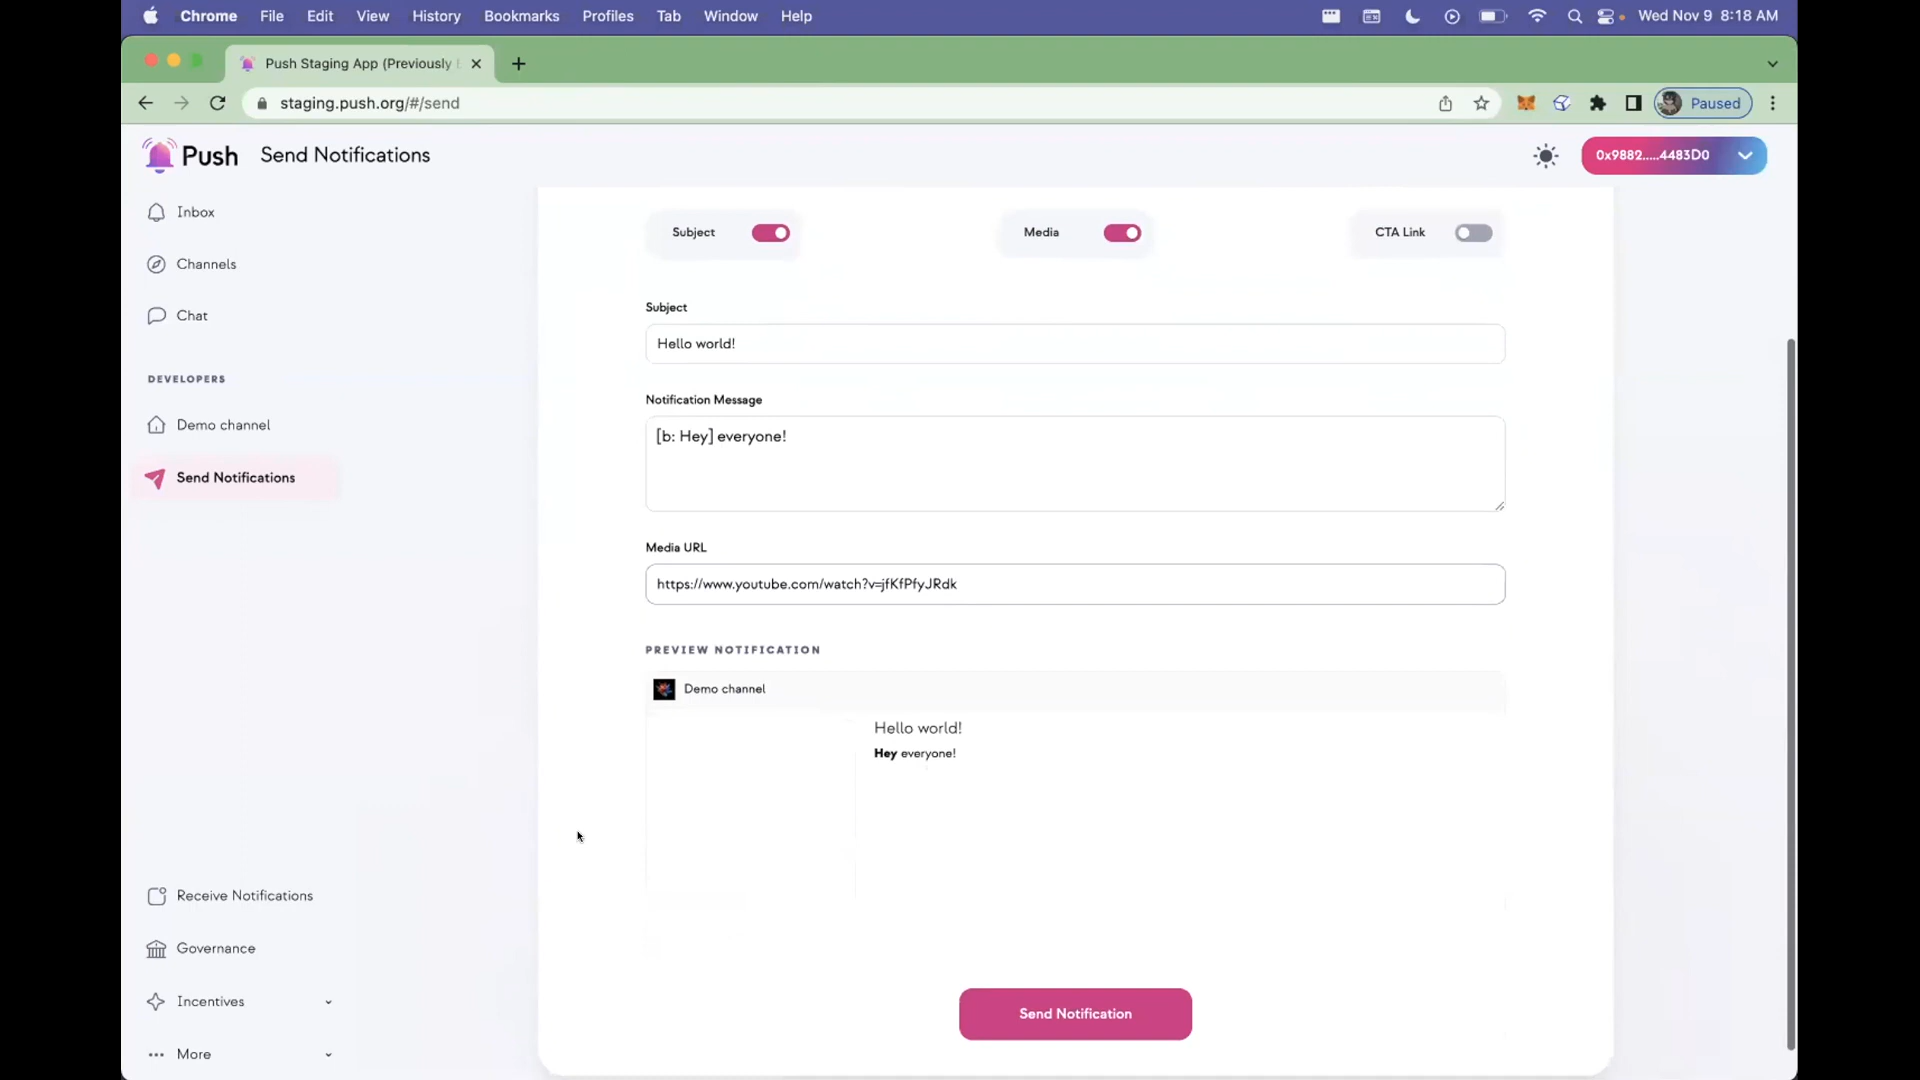 Chrome File Edit View History Bookmarks Profiles Tab Window Help Wed Nov 9 8:18 AM
Push Staging App (Previously
staging.push.org/#/send Paused
Push Send Notifications 0x9882.....4483D0
Inbox
Channels
Chat
DEVELOPERS
Demo channel
Send Notifications
Receive Notifications
Governance
Incentives
More
Subject Media CTA Link
Subject
Hello world!
Notification Message
[b: Hey] everyone!
Media URL
https://www.youtube.com/watch?v=jfKfPfyJRdk
PREVIEW NOTIFICATION
Demo channel
Hello world!
Hey everyone!
Send Notification